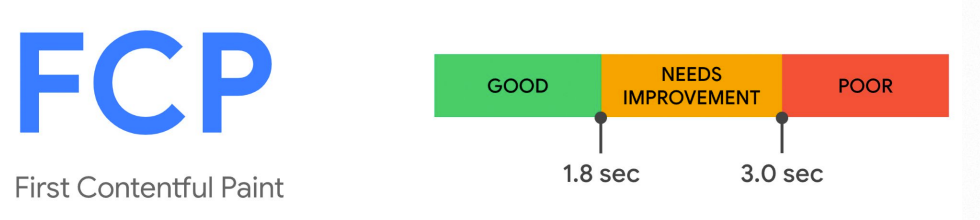 FCP
First Contentful Paint
GOOD
NEEDS
IMPROVEMENT
POOR
1.8 sec
3.0 sec